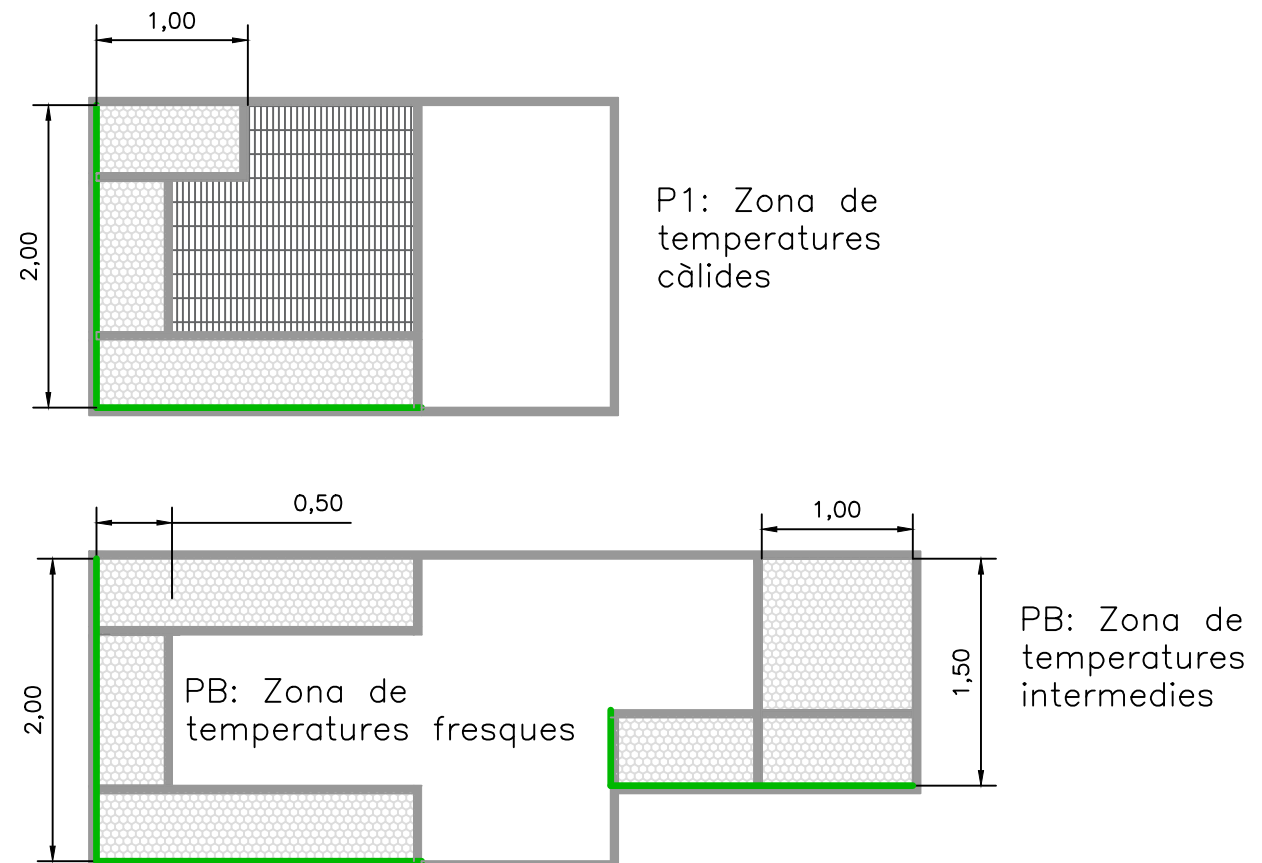 1,00
2,00
P1: Zona de
temperatures
càlides
0,50
1,00
2,00
PB: Zona de
temperatures fresques
1,50
PB: Zona de
temperatures
intermedies